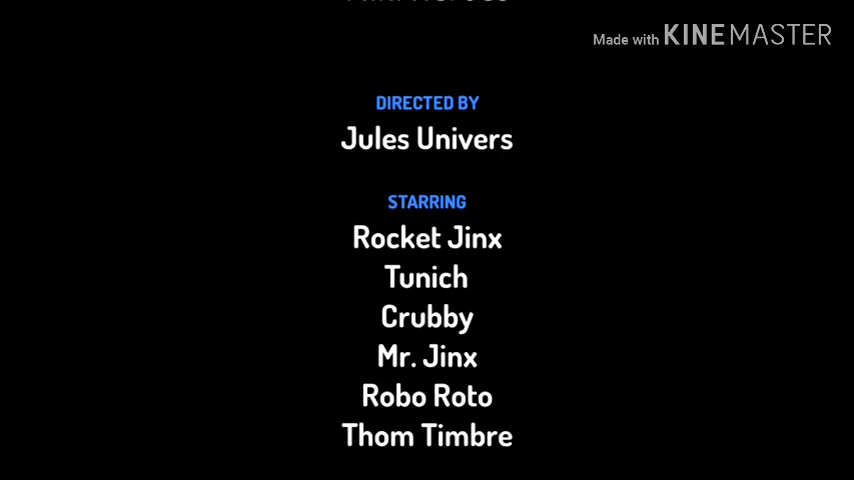 Made with KINEMASTER
DIRECTED BY
Jules Univers
STARRING
Rocket Jinx
Tunich
Crubby
Mr. Jinx
Robo Roto
Thom Timbre